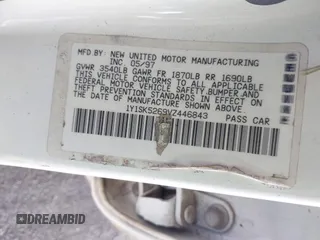 MFD.BY: NEW UNITED MOTOR MANUFACTURING
INC 05/97
GVWR 3540LB GAWR FR 1870LB RR 1690LB
THIS VEHICLE CONFORMS TO ALL APPLICABLE
FEDERAL MOTOR VEHICLE SAFETY,BUMPER,AND
THEFT PREVENTION STANDARDS IN EFFECT ON
THE DATE OF MANUFACTURE SHOWN ABOVE.
1Y1SK5269VZ446843 PASS CAR
DREAMBID